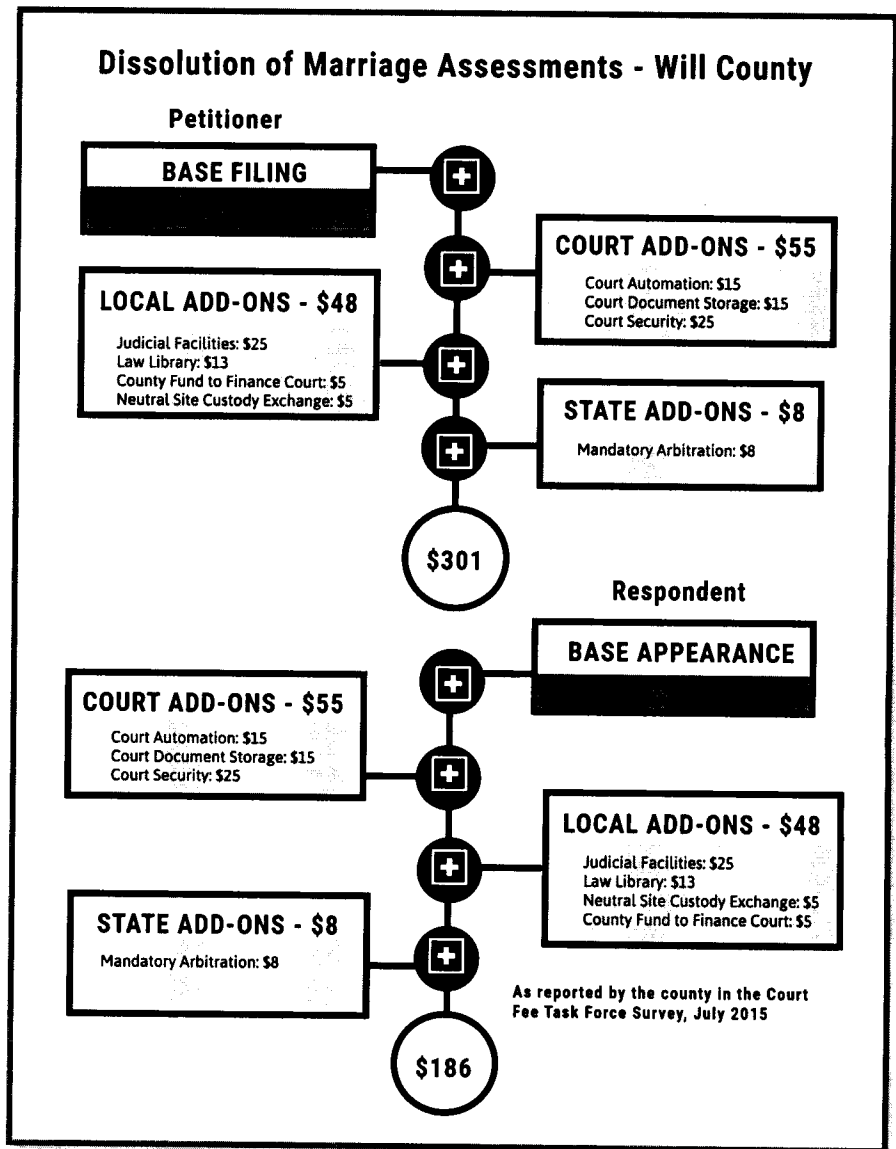 Dissolution of Marriage Assessments - Will County
Petitioner
BASE FILING
COURT ADD-ONS - $55
Court Automation: $15
Court Document Storage: $15
Court Security: $25
LOCAL ADD-ONS - $48
Judicial Facilities: $25
Law Library: $13
County Fund to Finance Court: $5
Neutral Site Custody Exchange: $5
STATE ADD-ONS - $8
Mandatory Arbitration: $8
$301
Respondent
BASE APPEARANCE
COURT ADD-ONS - $55
Court Automation: $15
Court Document Storage: $15
Court Security: $25
LOCAL ADD-ONS - $48
Judicial Facilities: $25
Law Library: $13
Neutral Site Custody Exchange: $5
County Fund to Finance Court: $5
STATE ADD-ONS - $8
Mandatory Arbitration: $8
As reported by the county in the Court
Fee Task Force Survey, July 2015
$186